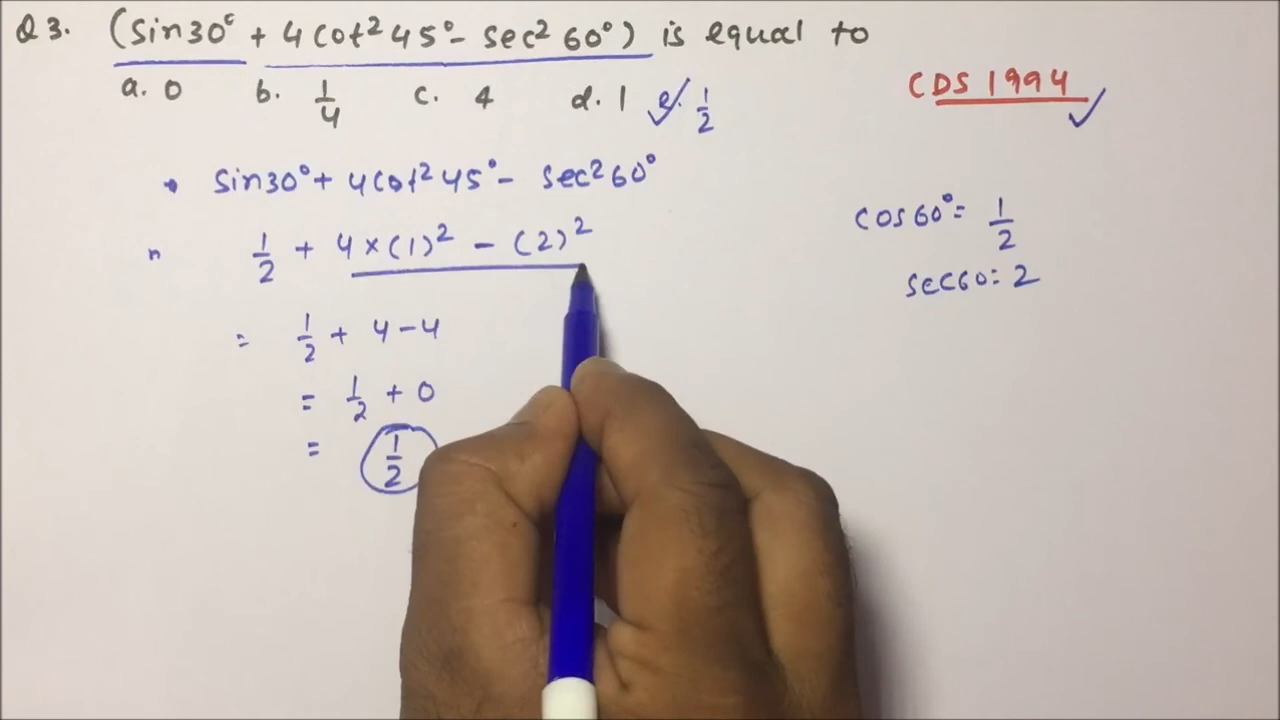 Q3. (sin30° + 4cot²45° - sec²60°) is equal to
a. 0 b. 1/4 c. 4 d. 1 e. 1/2
CDS 1994
sin30° + 4cot²45° - sec²60°
1/2 + 4×(1)² - (2)²
= 1/2 + 4 - 4
= 1/2 + 0
= 1/2
cos60° = 1/2
sec60 = 2